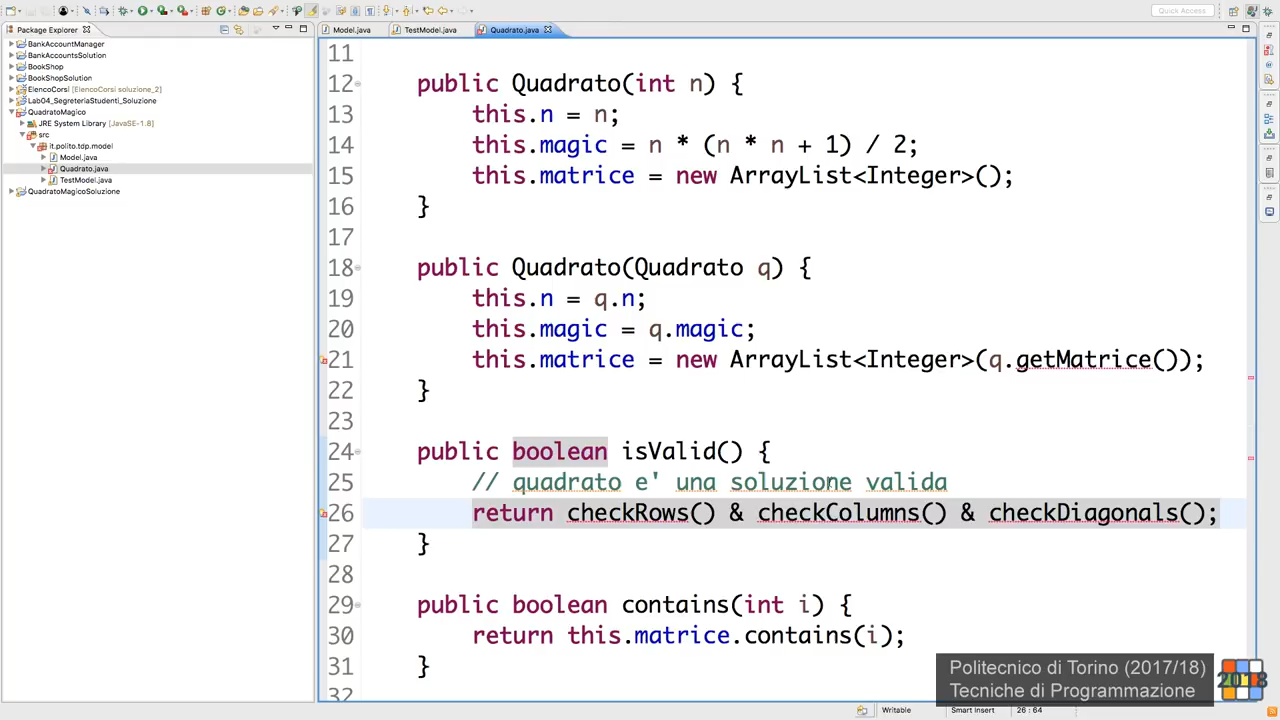 Quick Access
Package Explorer
BankAccountManager
BankAccountsSolution
BookShop
BookShopSolution
ElencoCorsi [ElencoCorsi soluzione_2]
Lab04_SegreteriaStudenti_Soluzione
QuadratoMagico
JRE System Library [JavaSE-1.8]
src
it.polito.tdp.model
Model.java
Quadrato.java
TestModel.java
QuadratoMagicoSoluzione
Model.java
TestModel.java
Quadrato.java
11
12 public Quadrato(int n) {
13 this.n = n;
14 this.magic = n * (n * n + 1) / 2;
15 this.matrice = new ArrayList<Integer>();
16 }
17
18 public Quadrato(Quadrato q) {
19 this.n = q.n;
20 this.magic = q.magic;
21 this.matrice = new ArrayList<Integer>(q.getMatrice());
22 }
23
24 public boolean isValid() {
25 // quadrato e' una soluzione valida
26 return checkRows() & checkColumns() & checkDiagonals();
27 }
28
29 public boolean contains(int i) {
30 return this.matrice.contains(i);
31 }
32
Politecnico di Torino (2017/18)
Tecniche di Programmazione
2018
Writable
Smart Insert
26 : 64